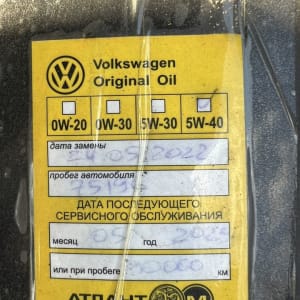 Volkswagen
Original Oil
0W-20 0W-30 5W-30 5W-40
дата замены
05 2022
пробег автомобиля
ДАТА ПОСЛЕДУЮЩЕГО
СЕРВИСНОГО ОБСЛУЖИВАНИЯ
месяц 05 год
или при пробеге км
АТЛАНТ М